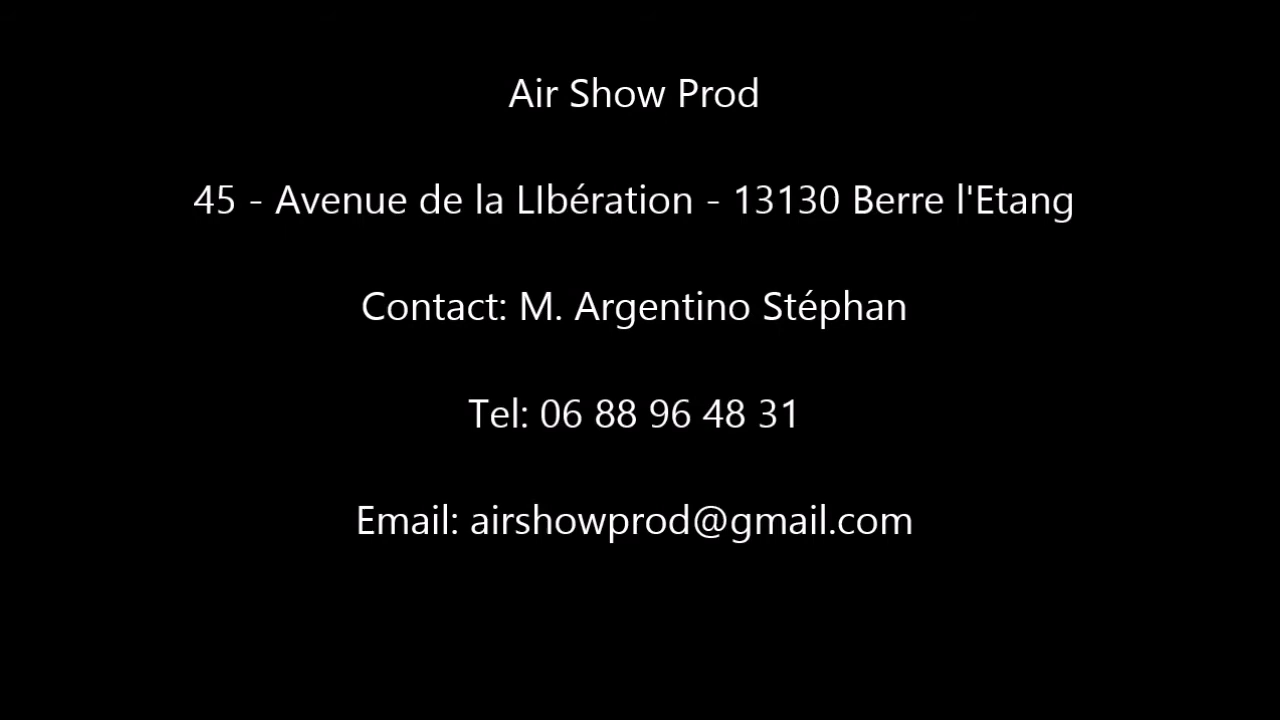 Air Show Prod
45 - Avenue de la LIbération - 13130 Berre l'Etang
Contact: M. Argentino Stéphan
Tel: 06 88 96 48 31
Email: airshowprod@gmail.com